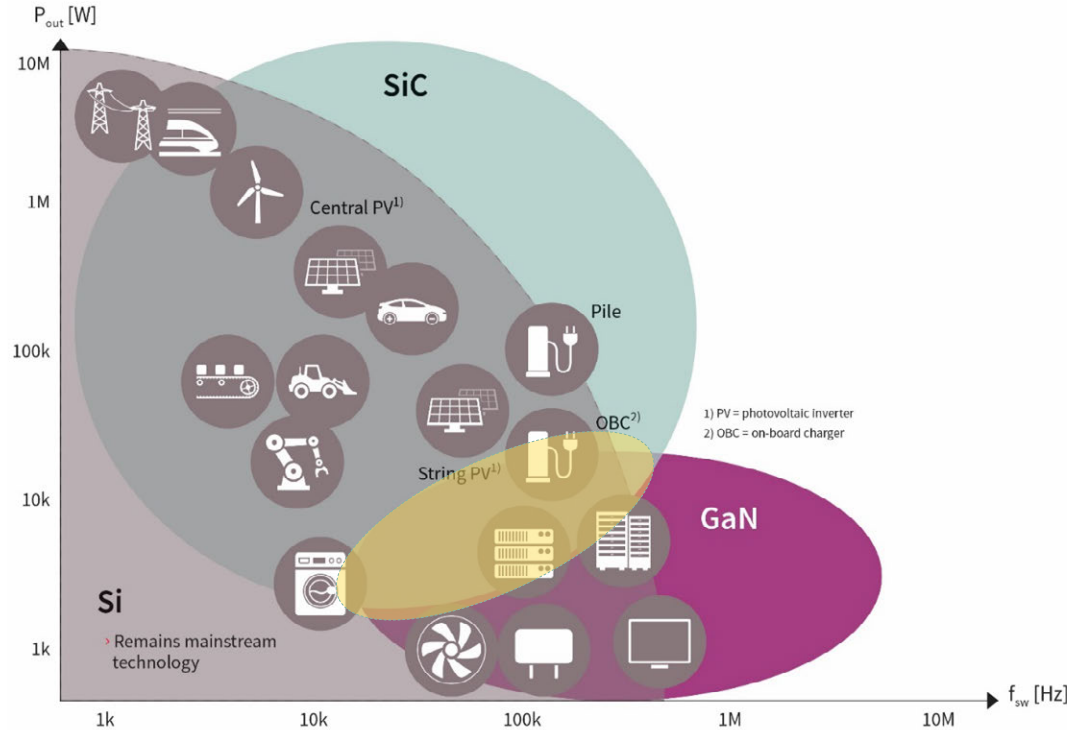 P_out [W]
10M
SiC
1M
Central PV¹⁾
Pile
100k
1) PV = photovoltaic inverter
OBC²⁾
2) OBC = on-board charger
String PV¹⁾
10k
GaN
Si
› Remains mainstream
technology
1k
f_sw [Hz]
1k
10k
100k
1M
10M